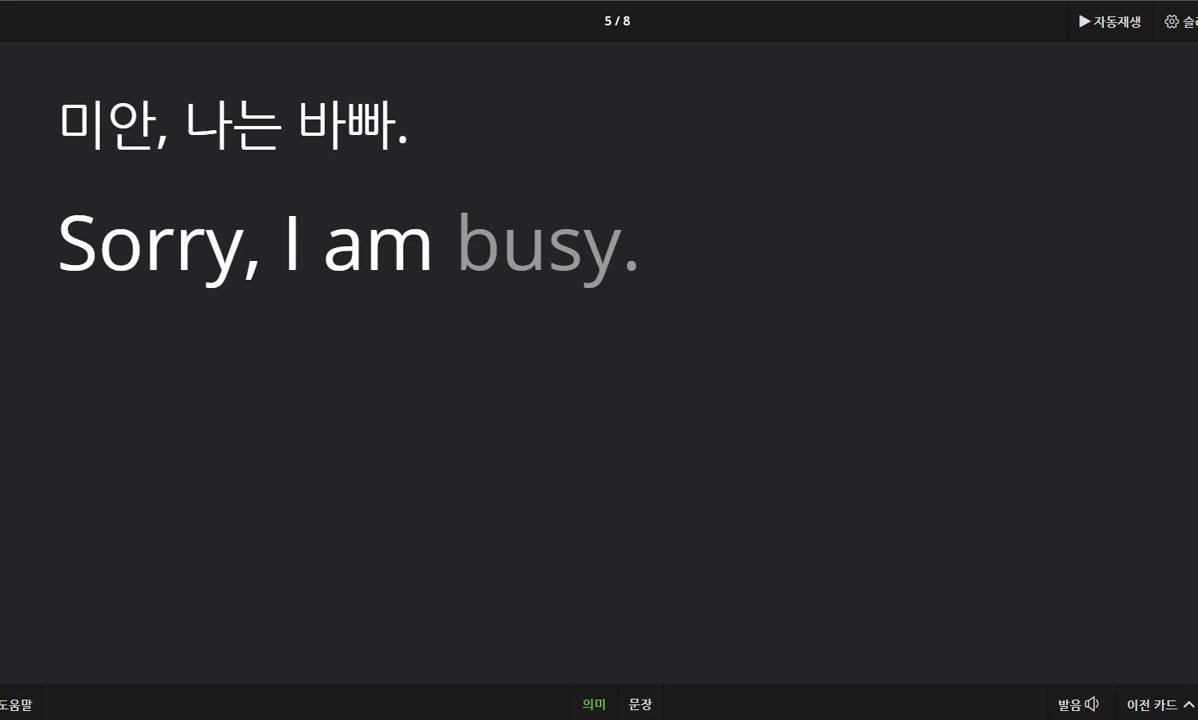 5 / 8
▶ 자동재생
미안, 나는 바빠.
Sorry, I am busy.
도움말
의미
문장
발음
이전 카드